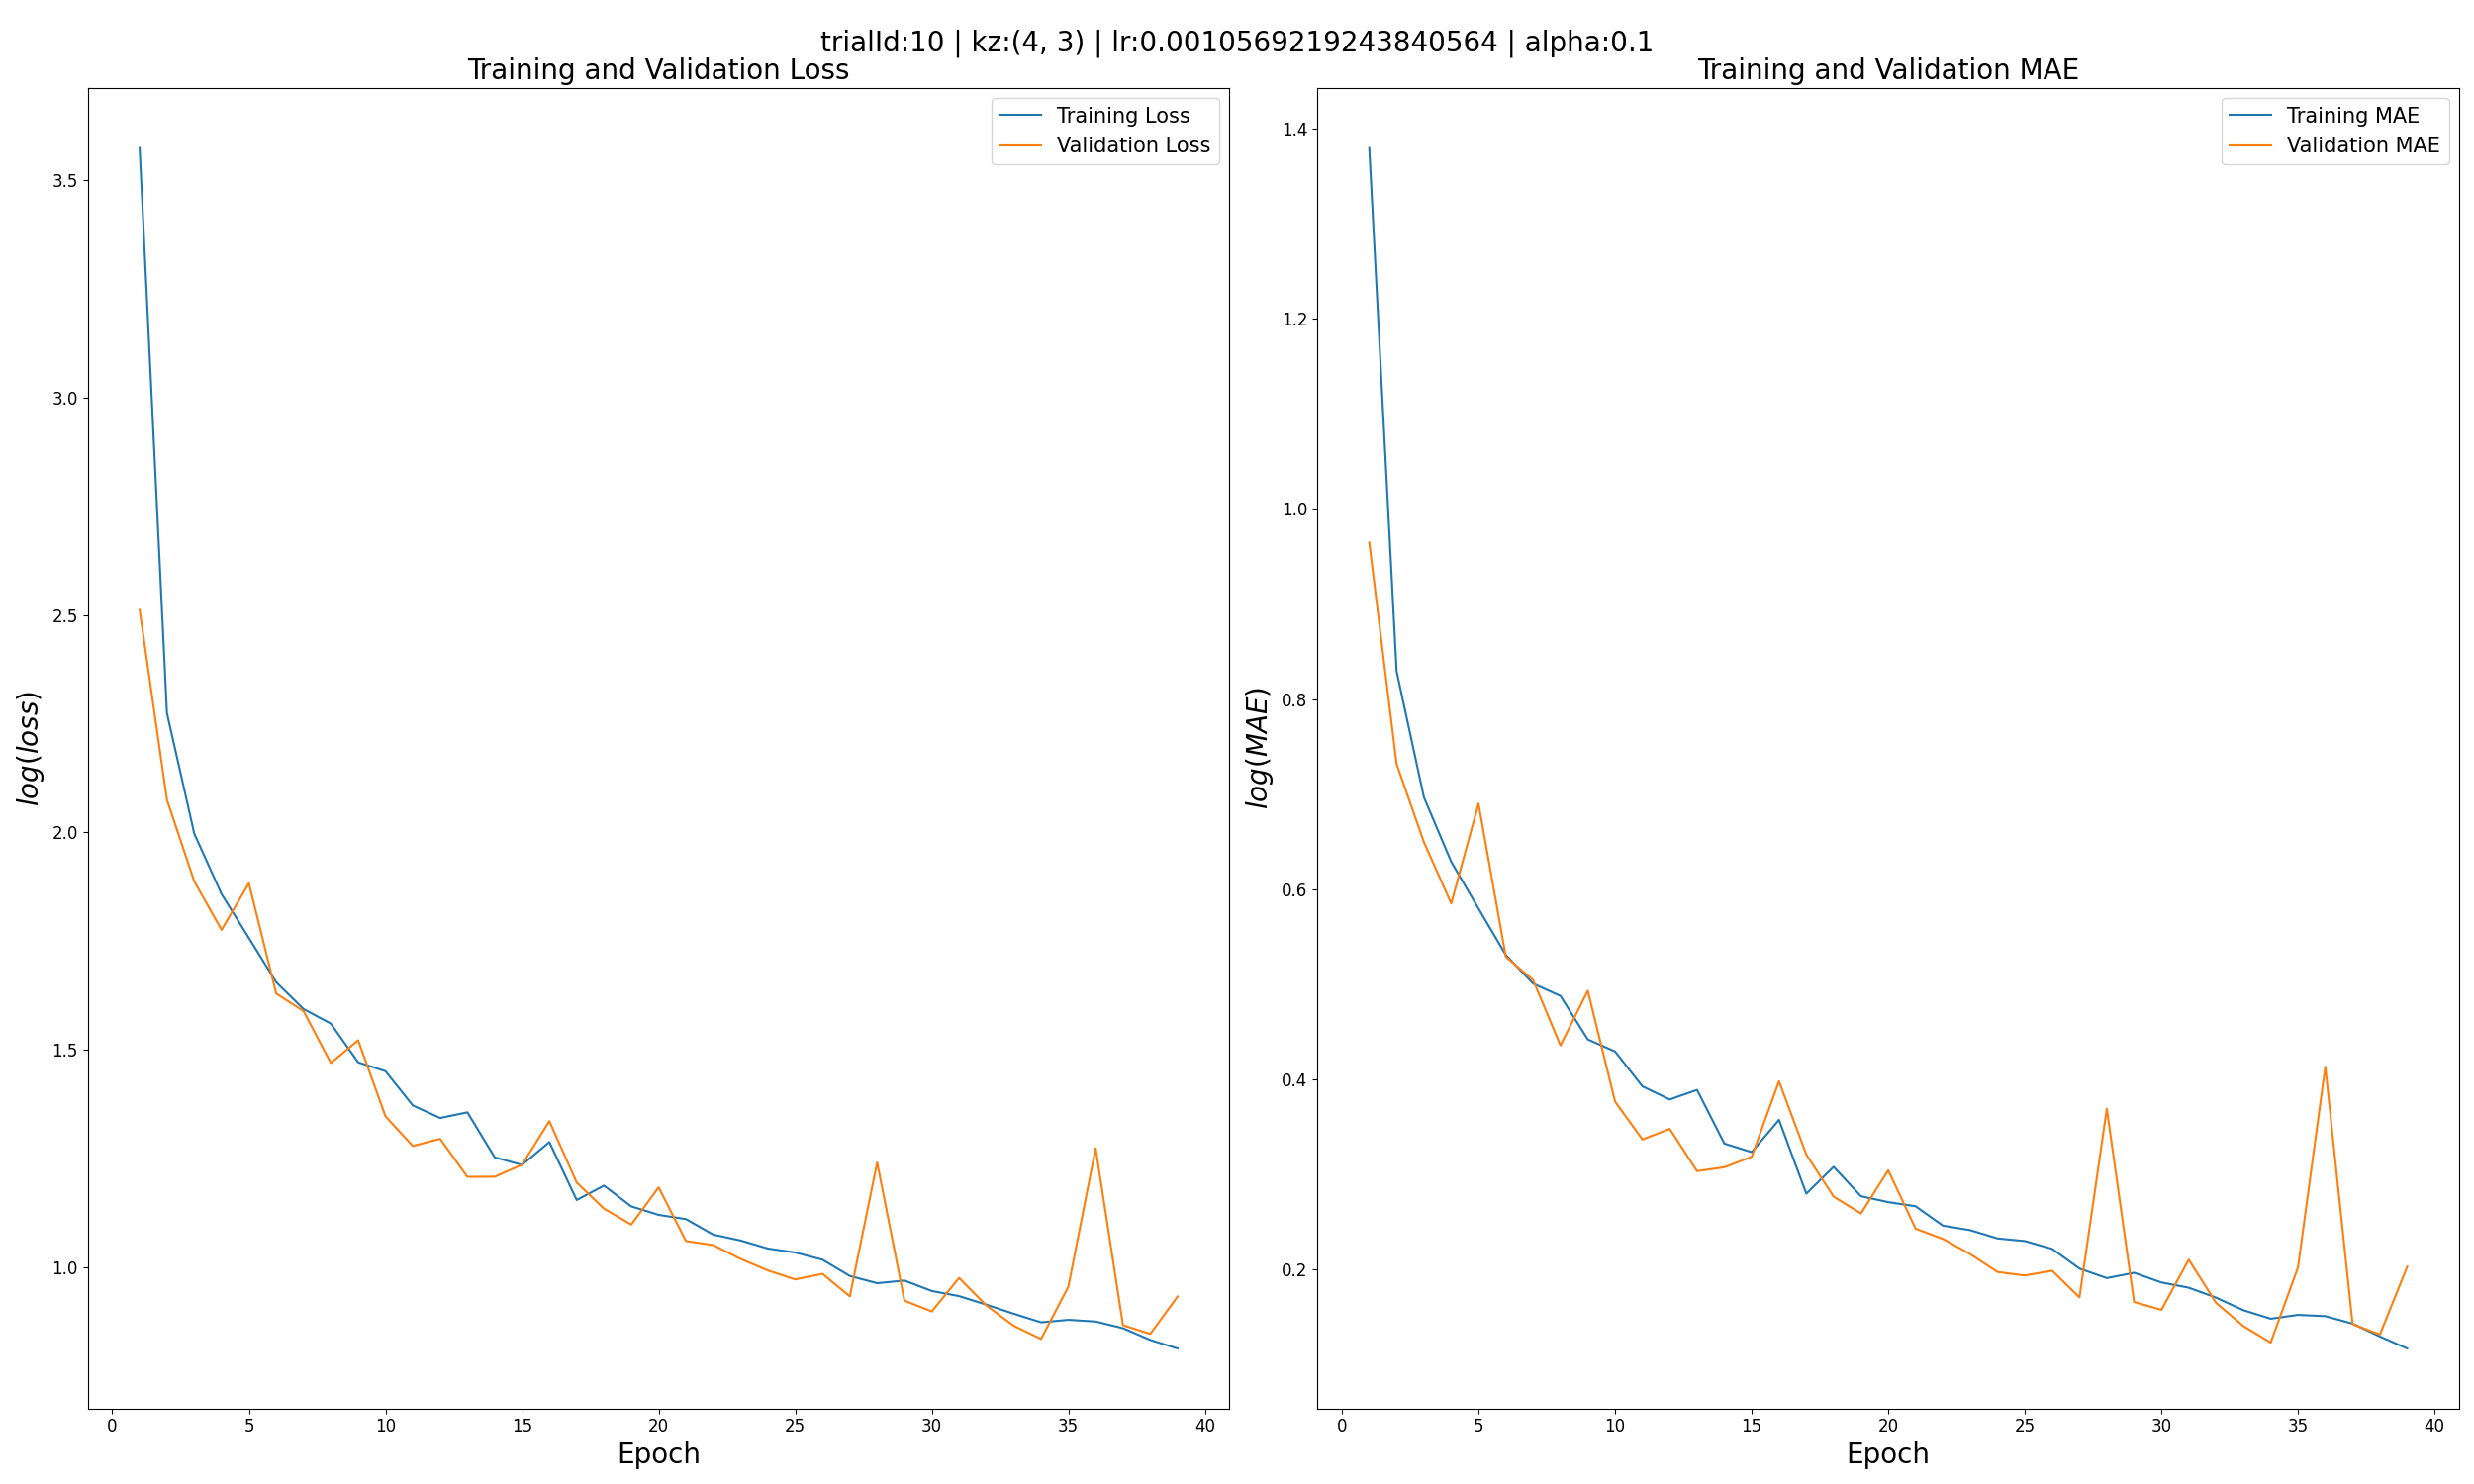 trialId:10 | kz:(4, 3) | lr:0.0010569219243840564 | alpha:0.1
Training and Validation Loss
Training Loss
Validation Loss
log(loss)
3.5
3.0
2.5
2.0
1.5
1.0
0 5 10 15 20 25 30 35 40
Epoch
Training and Validation MAE
Training MAE
Validation MAE
log(MAE)
1.4
1.2
1.0
0.8
0.6
0.4
0.2
0 5 10 15 20 25 30 35 40
Epoch